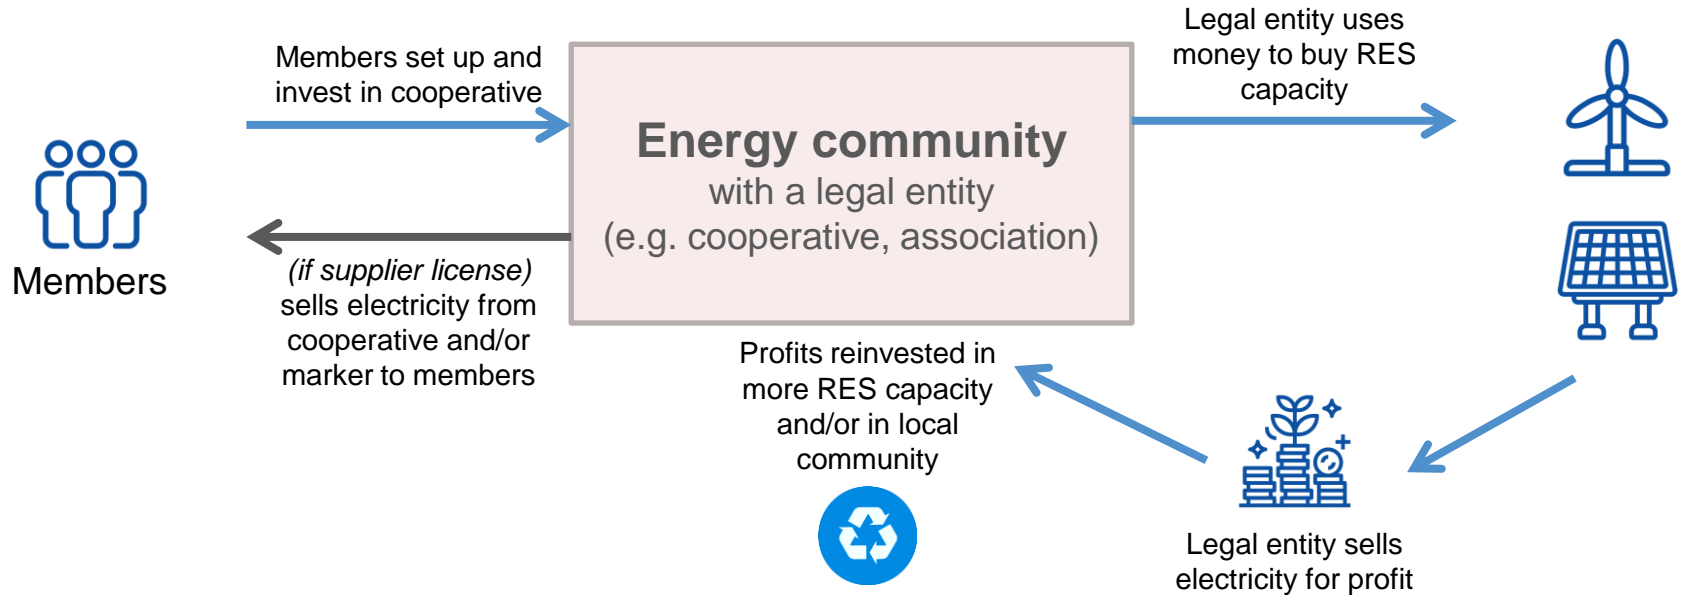 Members set up and
invest in cooperative
Legal entity uses
money to buy RES
capacity
Energy community
with a legal entity
(e.g. cooperative, association)
Members
(if supplier license)
sells electricity from
cooperative and/or
marker to members
Profits reinvested in
more RES capacity
and/or in local
community
Legal entity sells
electricity for profit